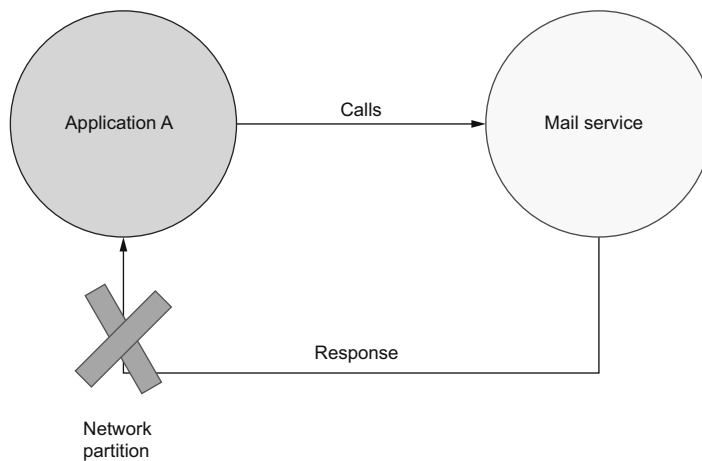 Application A
Calls
Mail service
Response
Network
partition